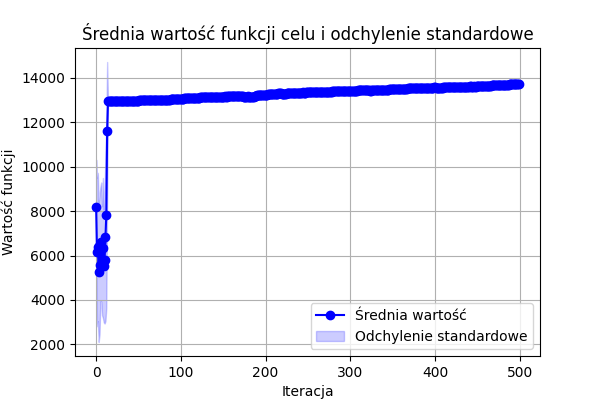 Średnia wartość funkcji celu i odchylenie standardowe
Wartość funkcji
14000
12000
10000
8000
6000
4000
2000
0
100
200
300
400
500
Iteracja
Średnia wartość
Odchylenie standardowe